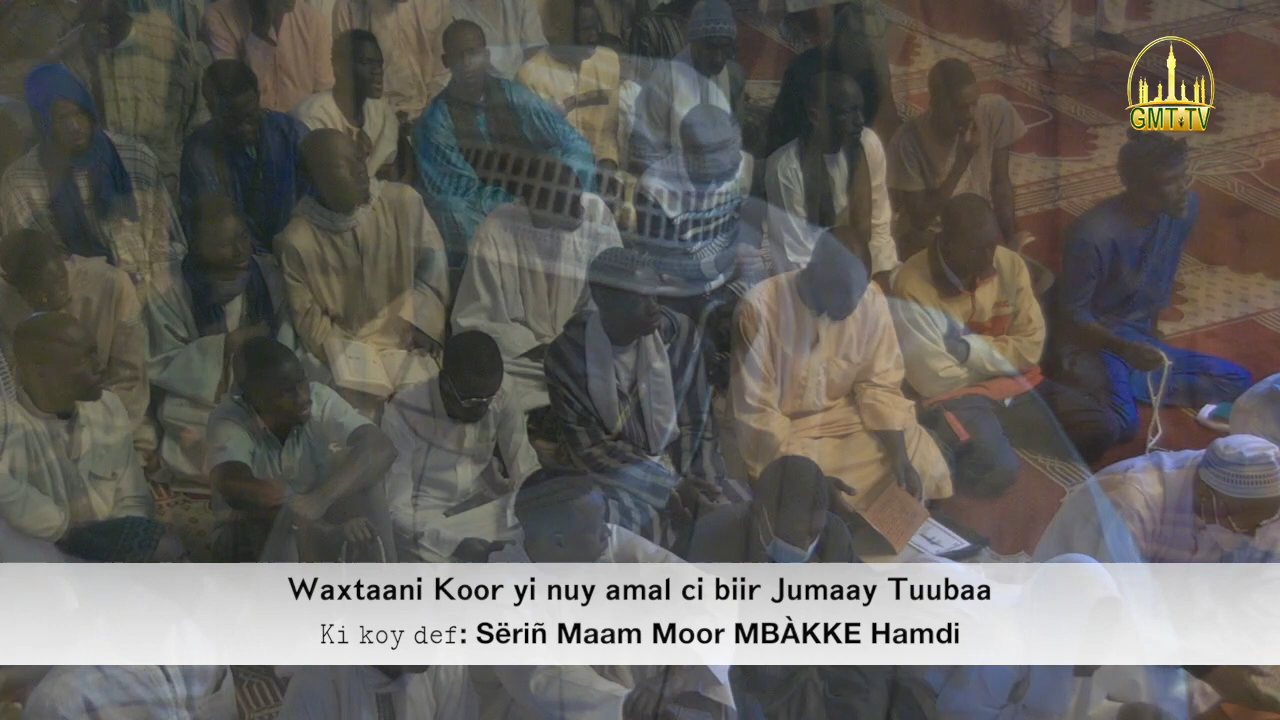 GMT TV
Waxtaani Koor yi nuy amal ci biir Jumaay Tuubaa
Ki koy def: Sëriñ Maam Moor MBÀKKE Hamdi